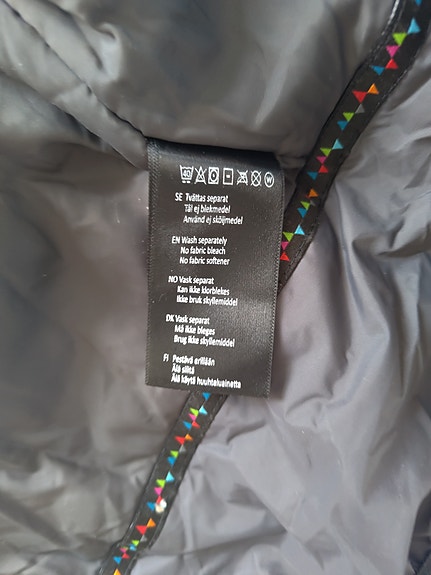 40 W
SE Tvättas separat
Tål ej blekmedel
Använd ej sköljmedel
EN Wash separately
No fabric bleach
No fabric softener
NO Vask separat
Kan ikke klorblekes
Ikke bruk skyllemiddel
DK Vask separat
Må ikke bleges
Brug ikke skyllemiddel
FI Pestävä erillään
Älä silitä
Älä käytä huuhteluainetta